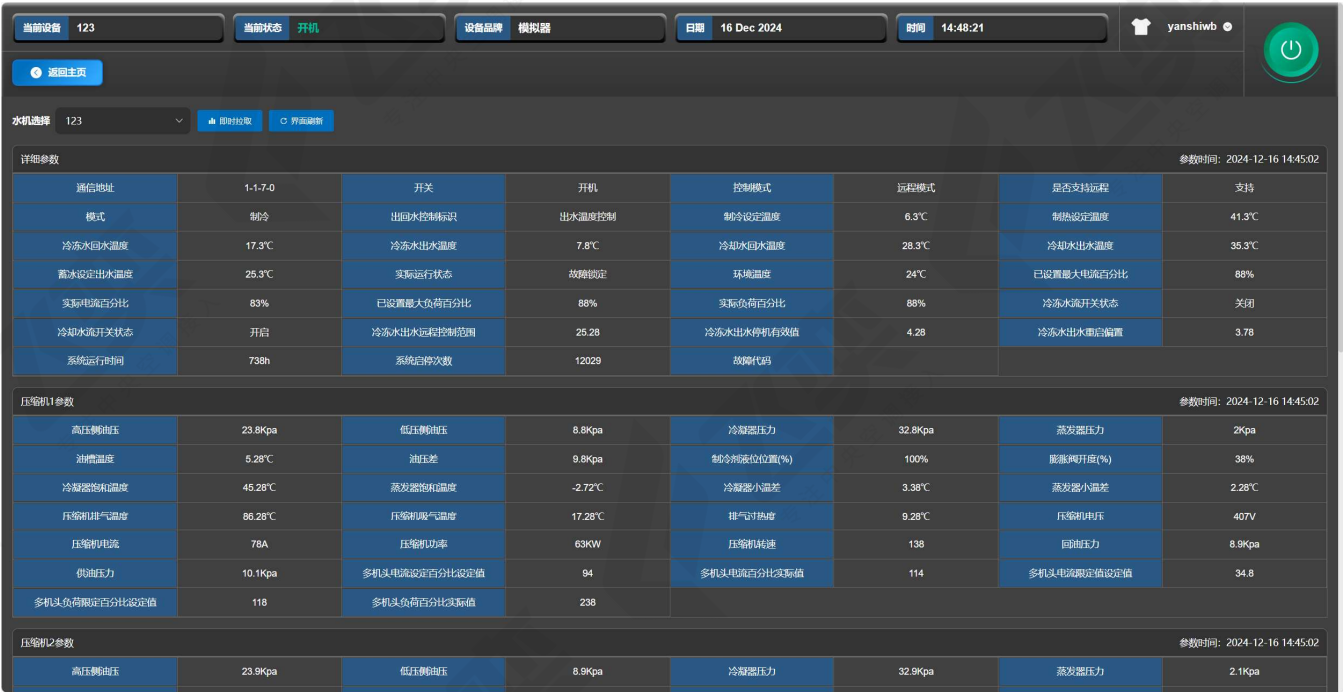 当前设备 123 当前状态 开机 设备品牌 模拟器 日期 16 Dec 2024 时间 14:48:21 yanshiwb
返回主页
水机选择 123 即时拉取 界面刷新
详细参数 参数时间：2024-12-16 14:45:02
通信地址 1-1-7-0 开关 开机 控制模式 远程模式 是否支持远程 支持
模式 制冷 出回水控制标识 出水温度控制 制冷设定温度 6.3℃ 制热设定温度 41.3℃
冷冻水回水温度 17.3℃ 冷冻水出水温度 7.8℃ 冷却水回水温度 28.3℃ 冷却水出水温度 35.3℃
蓄冰设定出水温度 25.3℃ 实际运行状态 故障锁定 环境温度 24℃ 已设置最大电流百分比 88%
实际电流百分比 83% 已设置最大负荷百分比 88% 实际负荷百分比 88% 冷冻水流开关状态 关闭
冷却水流开关状态 开启 冷冻水出水远程控制范围 25.28 冷冻水出水停机有效值 4.28 冷冻水出水重启偏置 3.78
系统运行时间 738h 系统启停次数 12029 故障代码
压缩机1参数 参数时间：2024-12-16 14:45:02
高压侧油压 23.8Kpa 低压侧油压 8.8Kpa 冷凝器压力 32.8Kpa 蒸发器压力 2Kpa
油槽温度 5.28℃ 油压差 9.8Kpa 制冷剂液位位置(%) 100% 膨胀阀开度(%) 38%
冷凝器饱和温度 45.28℃ 蒸发器饱和温度 -2.72℃ 冷凝器小温差 3.38℃ 蒸发器小温差 2.28℃
压缩机排气温度 86.28℃ 压缩机吸气温度 17.28℃ 排气过热度 9.28℃ 压缩机电压 407V
压缩机电流 78A 压缩机功率 63KW 压缩机转速 138 回油压力 8.9Kpa
供油压力 10.1Kpa 多机头电流设定百分比设定值 94 多机头电流百分比实际值 114 多机头电流限定值设定值 34.8
多机头负荷限定百分比设定值 118 多机头负荷百分比实际值 238
压缩机2参数 参数时间：2024-12-16 14:45:02
高压侧油压 23.9Kpa 低压侧油压 8.9Kpa 冷凝器压力 32.9Kpa 蒸发器压力 2.1Kpa